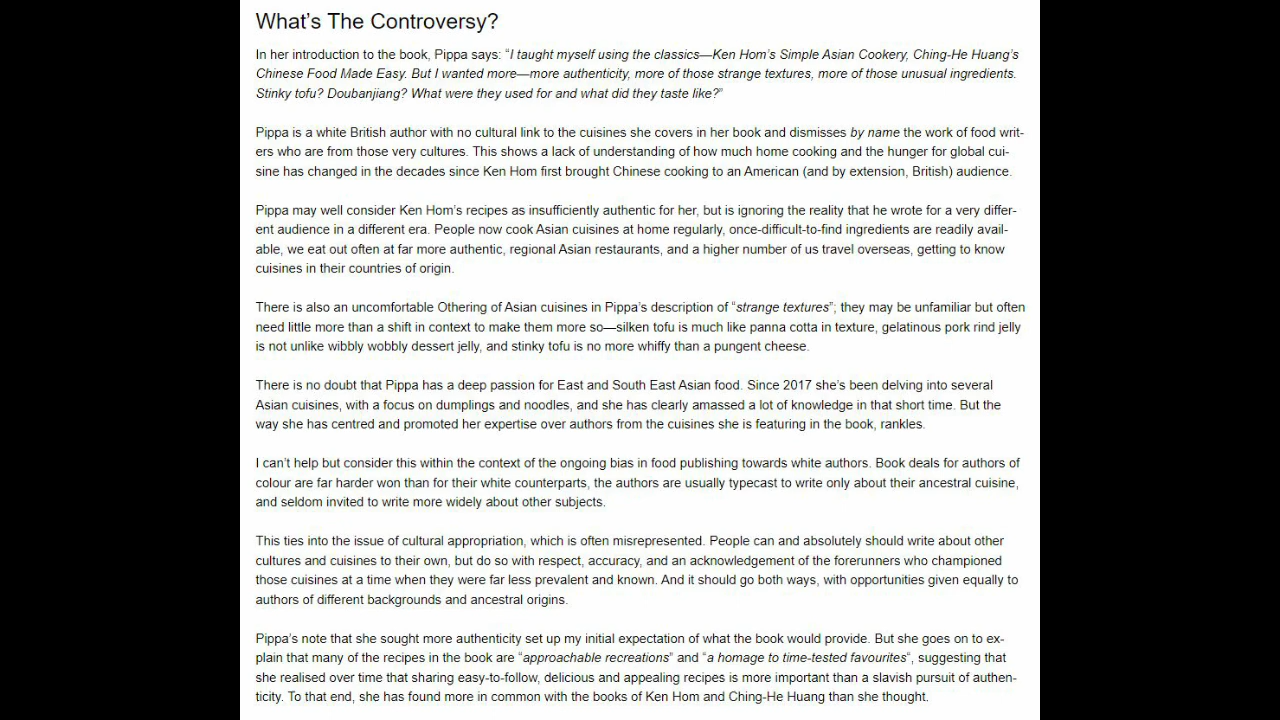 What's The Controversy?
In her introduction to the book, Pippa says: “I taught myself using the classics—Ken Hom’s Simple Asian Cookery, Ching-He Huang’s
Chinese Food Made Easy. But I wanted more—more authenticity, more of those strange textures, more of those unusual ingredients.
Stinky tofu? Doubanjiang? What were they used for and what did they taste like?”
Pippa is a white British author with no cultural link to the cuisines she covers in her book and dismisses by name the work of food writ-
ers who are from those very cultures. This shows a lack of understanding of how much home cooking and the hunger for global cui-
sine has changed in the decades since Ken Hom first brought Chinese cooking to an American (and by extension, British) audience.
Pippa may well consider Ken Hom’s recipes as insufficiently authentic for her, but is ignoring the reality that he wrote for a very differ-
ent audience in a different era. People now cook Asian cuisines at home regularly, once-difficult-to-find ingredients are readily avail-
able, we eat out often at far more authentic, regional Asian restaurants, and a higher number of us travel overseas, getting to know
cuisines in their countries of origin.
There is also an uncomfortable Othering of Asian cuisines in Pippa’s description of “strange textures”; they may be unfamiliar but often
need little more than a shift in context to make them more so—silken tofu is much like panna cotta in texture, gelatinous pork rind jelly
is not unlike wibbly wobbly dessert jelly, and stinky tofu is no more whiffy than a pungent cheese.
There is no doubt that Pippa has a deep passion for East and South East Asian food. Since 2017 she’s been delving into several
Asian cuisines, with a focus on dumplings and noodles, and she has clearly amassed a lot of knowledge in that short time. But the
way she has centred and promoted her expertise over authors from the cuisines she is featuring in the book, rankles.
I can’t help but consider this within the context of the ongoing bias in food publishing towards white authors. Book deals for authors of
colour are far harder won than for their white counterparts, the authors are usually typecast to write only about their ancestral cuisine,
and seldom invited to write more widely about other subjects.
This ties into the issue of cultural appropriation, which is often misrepresented. People can and absolutely should write about other
cultures and cuisines to their own, but do so with respect, accuracy, and an acknowledgement of the forerunners who championed
those cuisines at a time when they were far less prevalent and known. And it should go both ways, with opportunities given equally to
authors of different backgrounds and ancestral origins.
Pippa’s note that she sought more authenticity set up my initial expectation of what the book would provide. But she goes on to ex-
plain that many of the recipes in the book are “approachable recreations” and “a homage to time-tested favourites“, suggesting that
she realised over time that sharing easy-to-follow, delicious and appealing recipes is more important than a slavish pursuit of authen-
ticity. To that end, she has found more in common with the books of Ken Hom and Ching-He Huang than she thought.